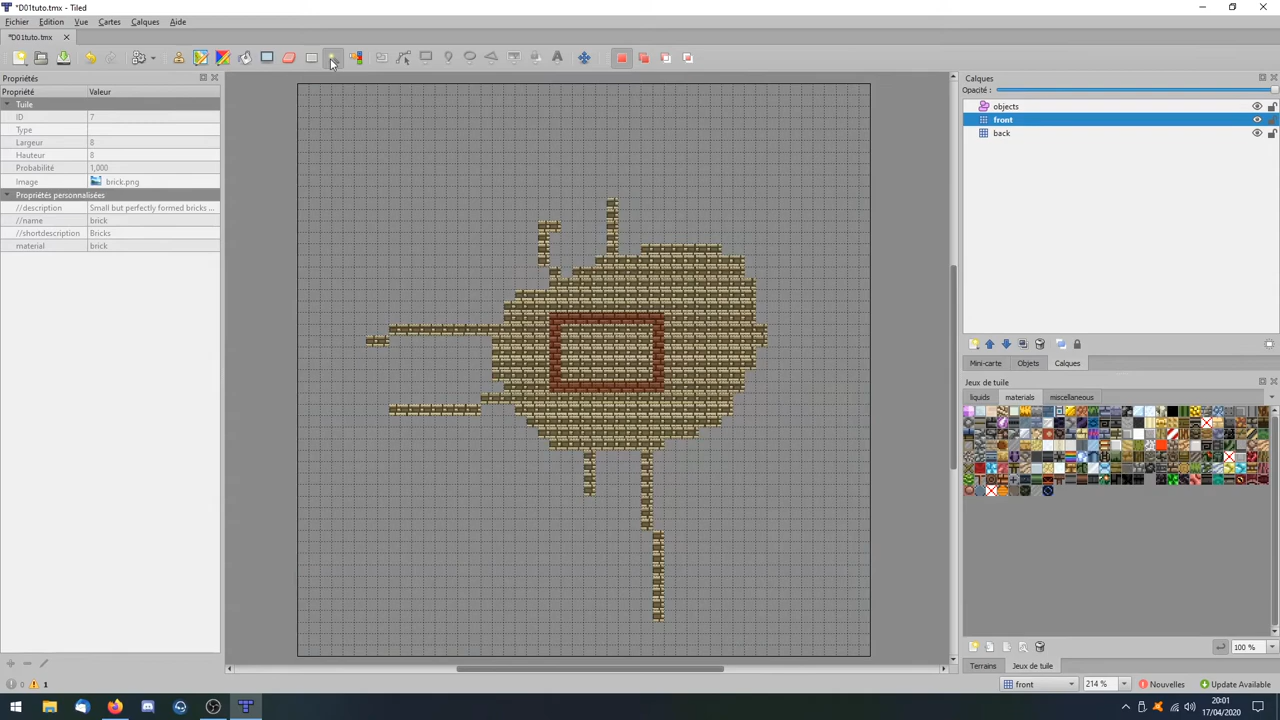 *D01tuto.tmx - Tiled
Fichier Edition Vue Cartes Calques Aide
*D01tuto.tmx
Propriétés
Propriété Valeur
Tuile
ID 7
Type
Largeur 8
Hauteur 8
Probabilité 1,000
Image brick.png
Propriétés personnalisées
//description Small but perfectly formed bricks ...
//name brick
//shortdescription Bricks
material brick
Calques
Opacité :
objects
front
back
Mini-carte Objets Calques
Jeux de tuile
liquids materials miscellaneous
100 %
Terrains Jeux de tuile
0 1 front 214 % Nouvelles Update Available
20:01
17/04/2020